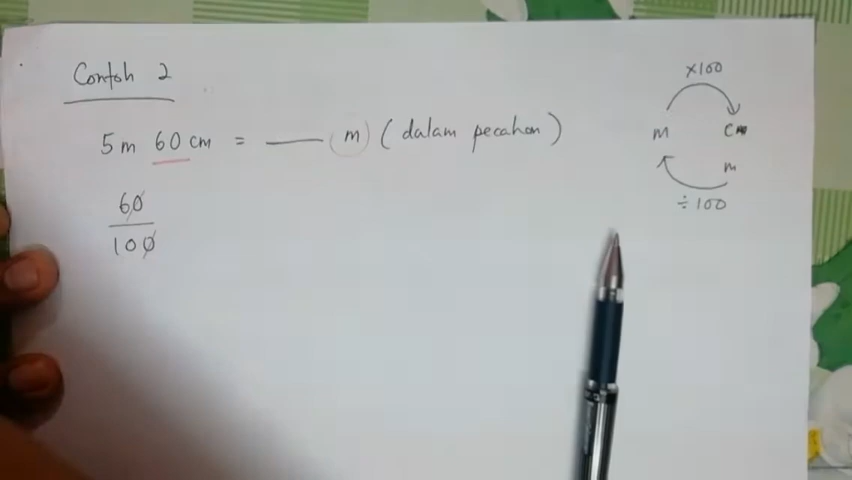 Contoh 2
5 m 60 cm = ___ m (dalam pecahan)
60
100
×100
m cm
m
÷ 100